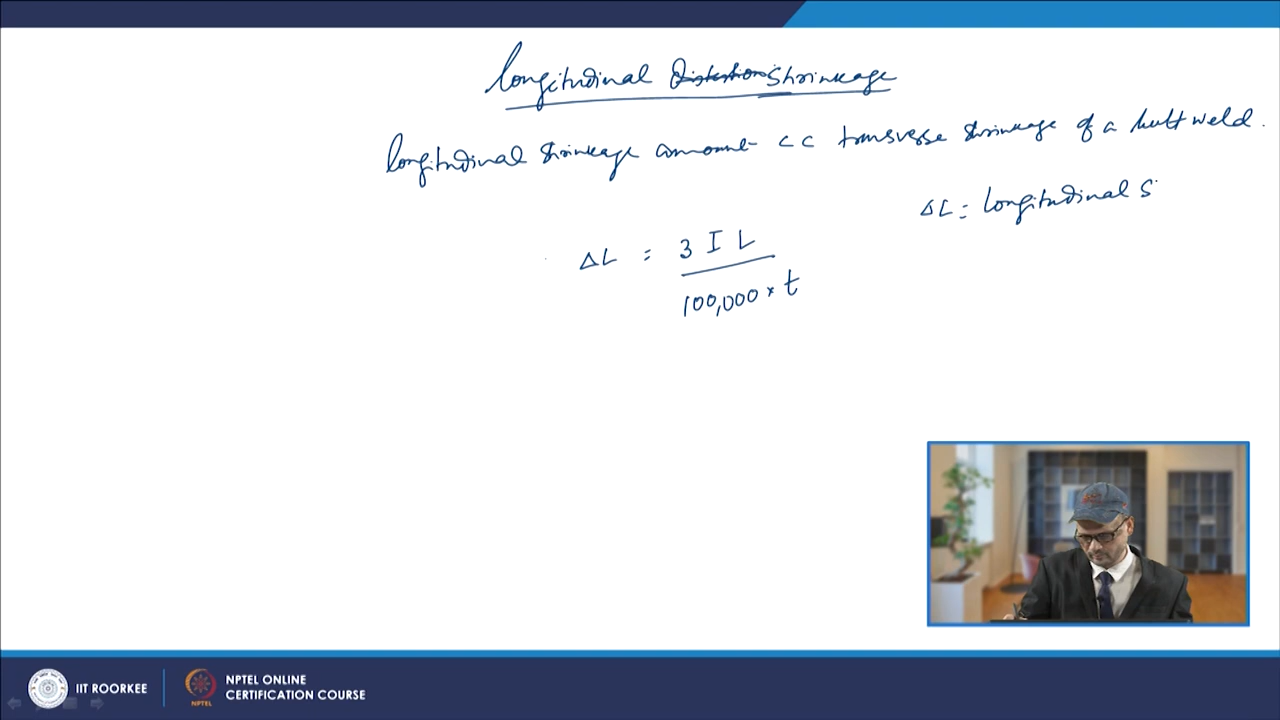 Longitudinal Distortion Shrinkage
Longitudinal shrinkage amount << transverse shrinkage of a butt weld.
ΔL = Longitudinal S
ΔL = 3 I L / 100,000 × t
IIT ROORKEE
NPTEL ONLINE
CERTIFICATION COURSE
NPTEL